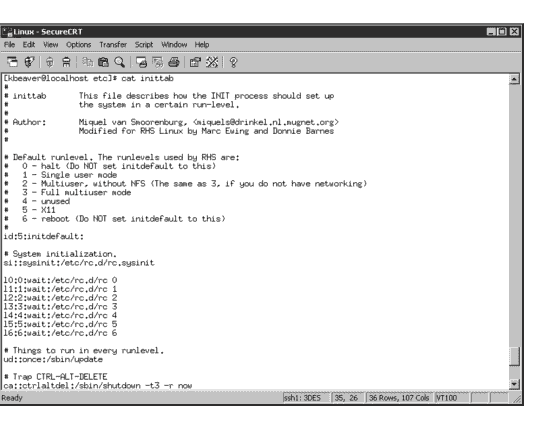 Linux - SecureCRT
File Edit View Options Transfer Script Window Help
[kbeaver@localhost etc]$ cat inittab
#
# inittab This file describes how the INIT process should set up
# the system in a certain run-level.
#
# Author: Miquel van Smoorenburg, <miquels@drinkel.nl.mugnet.org>
# Modified for RHS Linux by Marc Ewing and Donnie Barnes
#
# Default runlevel. The runlevels used by RHS are:
# 0 - halt (Do NOT set initdefault to this)
# 1 - Single user mode
# 2 - Multiuser, without NFS (The same as 3, if you do not have networking)
# 3 - Full multiuser mode
# 4 - unused
# 5 - X11
# 6 - reboot (Do NOT set initdefault to this)
#
id:5:initdefault:
# System initialization.
si::sysinit:/etc/rc.d/rc.sysinit
l0:0:wait:/etc/rc.d/rc 0
l1:1:wait:/etc/rc.d/rc 1
l2:2:wait:/etc/rc.d/rc 2
l3:3:wait:/etc/rc.d/rc 3
l4:4:wait:/etc/rc.d/rc 4
l5:5:wait:/etc/rc.d/rc 5
l6:6:wait:/etc/rc.d/rc 6
# Things to run in every runlevel.
ud::once:/sbin/update
# Trap CTRL-ALT-DELETE
ca::ctrlaltdel:/sbin/shutdown -t3 -r now
Ready ssh1: 3DES 35, 26 36 Rows, 107 Cols VT100